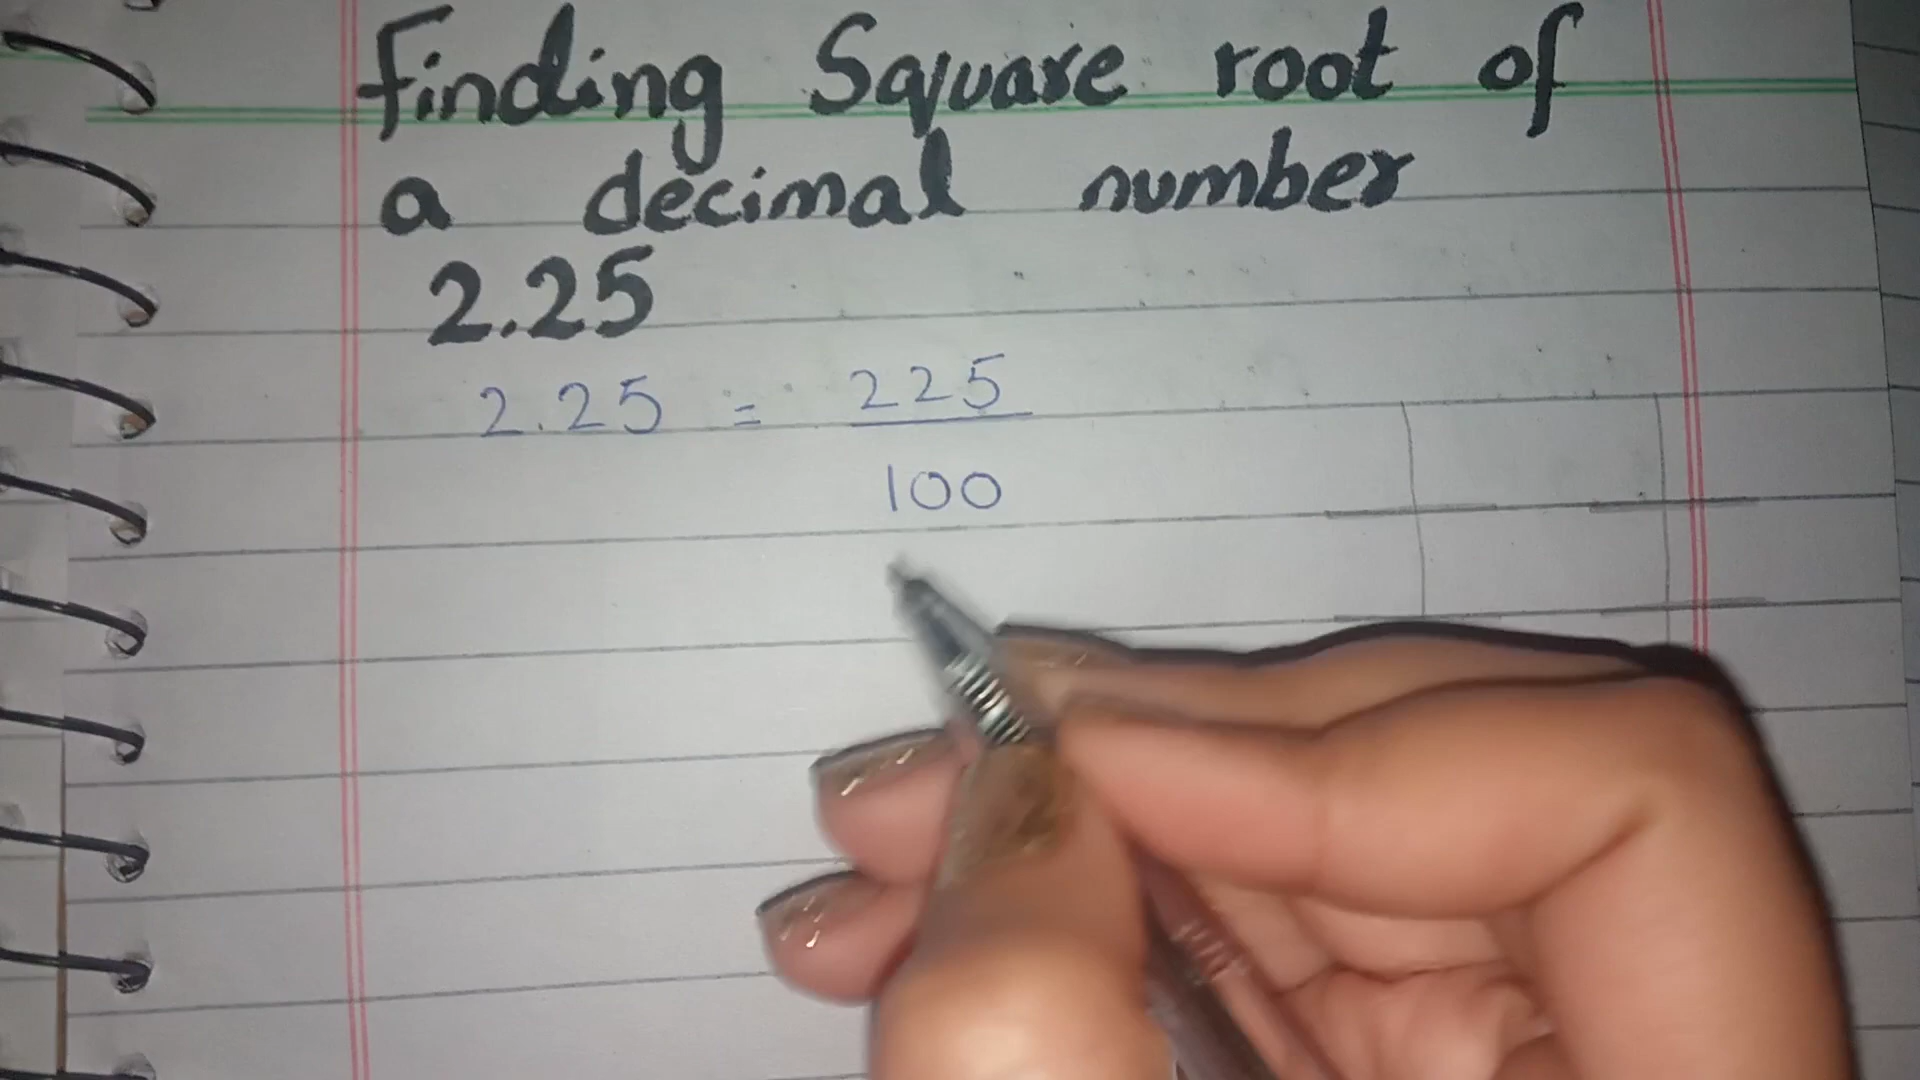 Finding Square root of
a decimal number
2.25
2.25 = 225
100